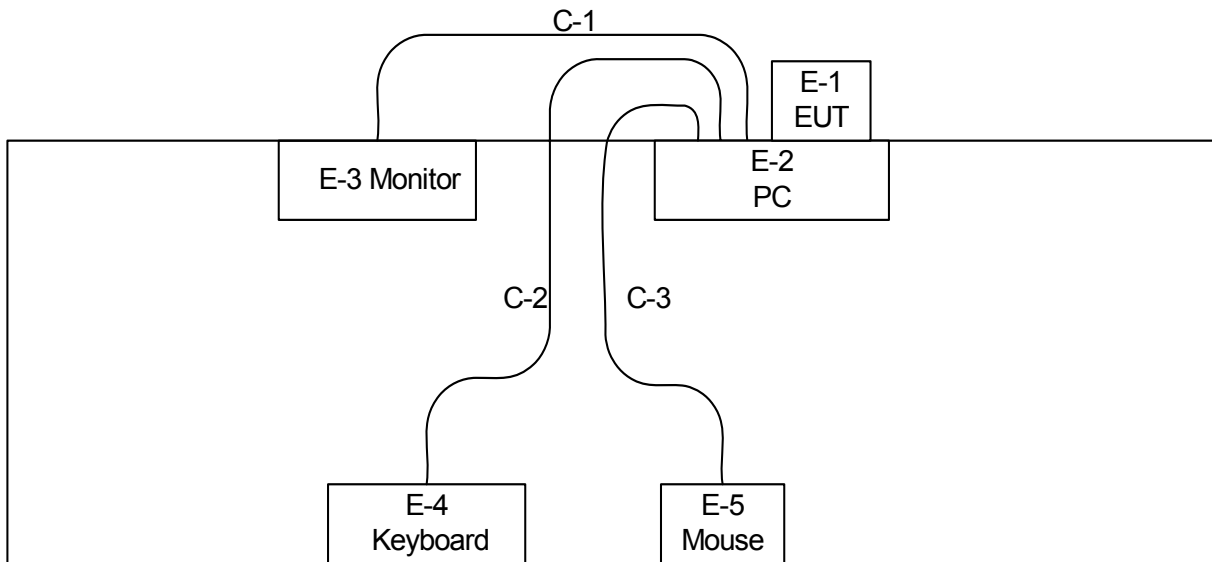 C-1
E-1
EUT
E-3 Monitor
E-2
PC
C-2
C-3
E-4
Keyboard
E-5
Mouse